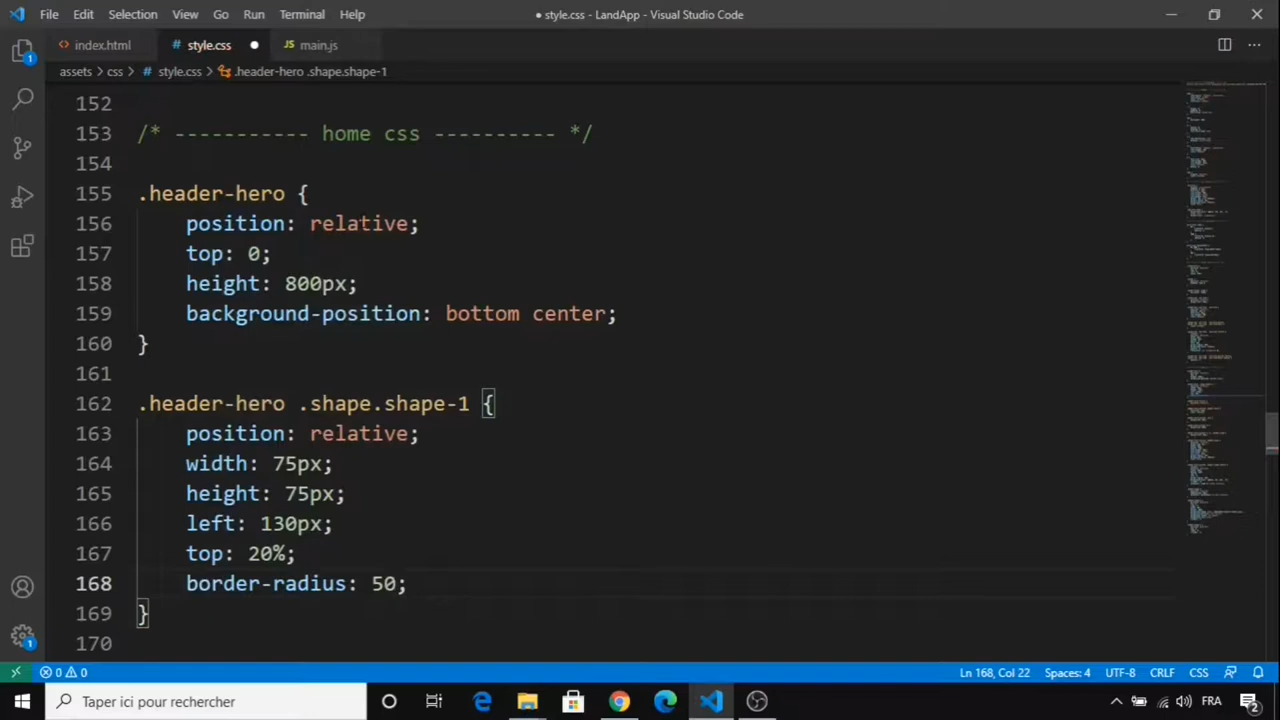 File Edit Selection View Go Run Terminal Help ● style.css - LandApp - Visual Studio Code
<> index.html # style.css ● JS main.js
assets > css > # style.css > .header-hero .shape.shape-1
152
153 /* ----------- home css ---------- */
154
155 .header-hero {
156 position: relative;
157 top: 0;
158 height: 800px;
159 background-position: bottom center;
160 }
161
162 .header-hero .shape.shape-1 {
163 position: relative;
164 width: 75px;
165 height: 75px;
166 left: 130px;
167 top: 20%;
168 border-radius: 50;
169 }
170
1
1
0 0 Ln 168, Col 22 Spaces: 4 UTF-8 CRLF CSS
Taper ici pour rechercher FRA 2